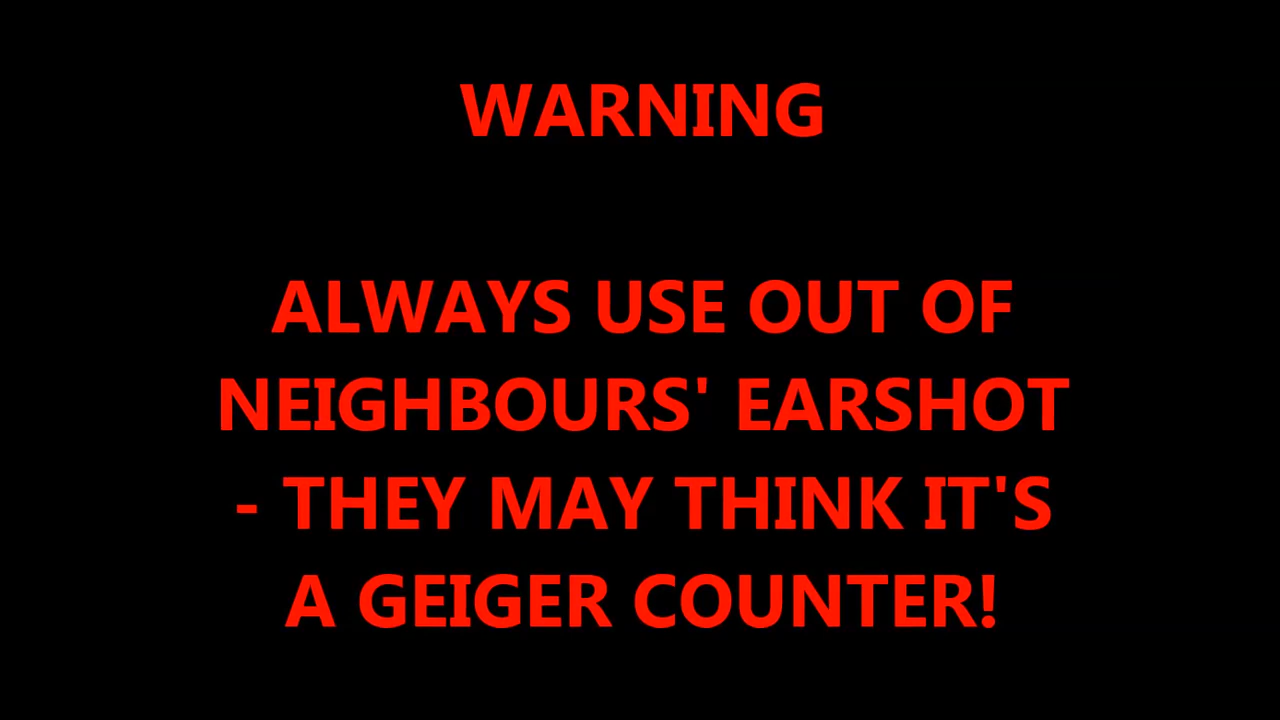 WARNING
ALWAYS USE OUT OF
NEIGHBOURS' EARSHOT
- THEY MAY THINK IT'S
A GEIGER COUNTER!